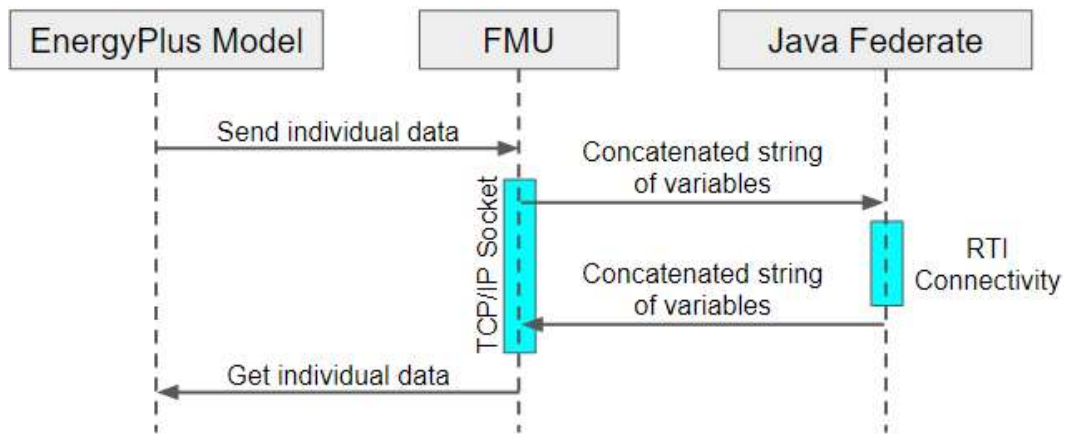 EnergyPlus Model
FMU
Java Federate
Send individual data
Concatenated string
of variables
TCP/IP Socket
RTI
Connectivity
Concatenated string
of variables
Get individual data